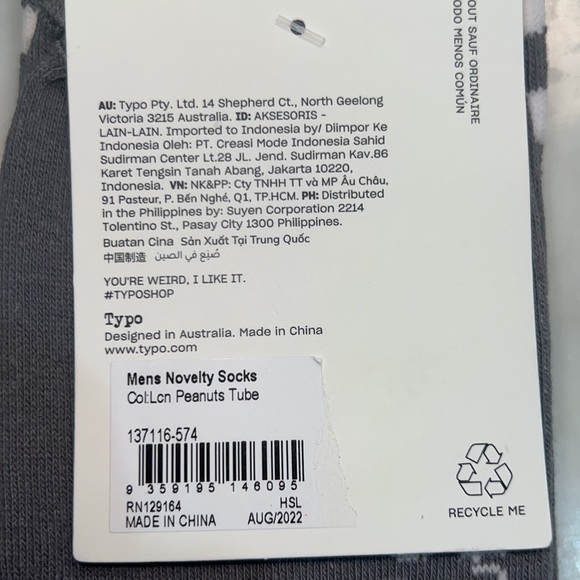 OUT SAUF ORDINAIRE
ODO MENOS COMÚN
AU: Typo Pty. Ltd. 14 Shepherd Ct., North Geelong
Victoria 3215 Australia. ID: AKSESORIS -
LAIN-LAIN. Imported to Indonesia by/ Diimpor Ke
Indonesia Oleh: PT. Creasi Mode Indonesia Sahid
Sudirman Center Lt.28 JL. Jend. Sudirman Kav.86
Karet Tengsin Tanah Abang, Jakarta 10220,
Indonesia. VN: NK&PP: Cty TNHH TT và MP Âu Châu,
91 Pasteur, P. Bến Nghé, Q1, TP.HCM. PH: Distributed
in the Philippines by: Suyen Corporation 2214
Tolentino St., Pasay City 1300 Philippines.
Buatan Cina Sản Xuất Tại Trung Quốc
中国制造 صُنِع في الصين
YOU'RE WEIRD, I LIKE IT.
#TYPOSHOP
Typo
Designed in Australia. Made in China
www.typo.com
Mens Novelty Socks
Col:Lcn Peanuts Tube
137116-574
9 359195 146095
RN129164 HSL
MADE IN CHINA AUG/2022
RECYCLE ME